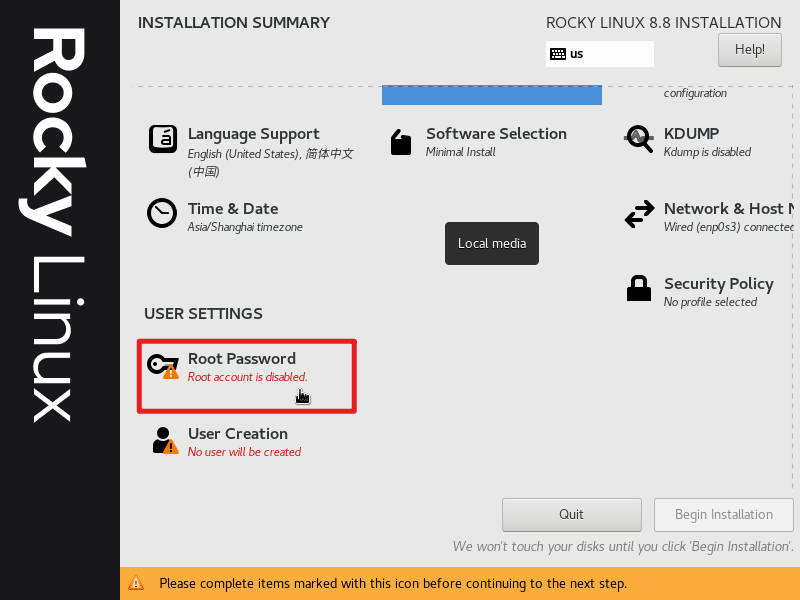 Rocky Linux
INSTALLATION SUMMARY
ROCKY LINUX 8.8 INSTALLATION
us
Help!
configuration
Language Support
English (United States), 简体中文
(中国)
Software Selection
Minimal Install
KDUMP
Kdump is disabled
Time & Date
Asia/Shanghai timezone
Network & Host
Wired (enp0s3) connected
Local media
Security Policy
No profile selected
USER SETTINGS
Root Password
Root account is disabled.
User Creation
No user will be created
Quit
Begin Installation
We won't touch your disks until you click 'Begin Installation'.
Please complete items marked with this icon before continuing to the next step.